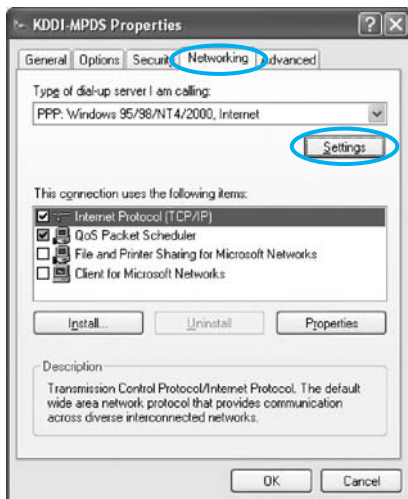 KDDI-MPDS Properties
General Options Security Networking Advanced
Type of dial-up server I am calling:
PPP: Windows 95/98/NT4/2000, Internet
Settings
This connection uses the following items:
Internet Protocol (TCP/IP)
QoS Packet Scheduler
File and Printer Sharing for Microsoft Networks
Client for Microsoft Networks
Install... Uninstall Properties
Description
Transmission Control Protocol/Internet Protocol. The default
wide area network protocol that provides communication
across diverse interconnected networks.
OK Cancel